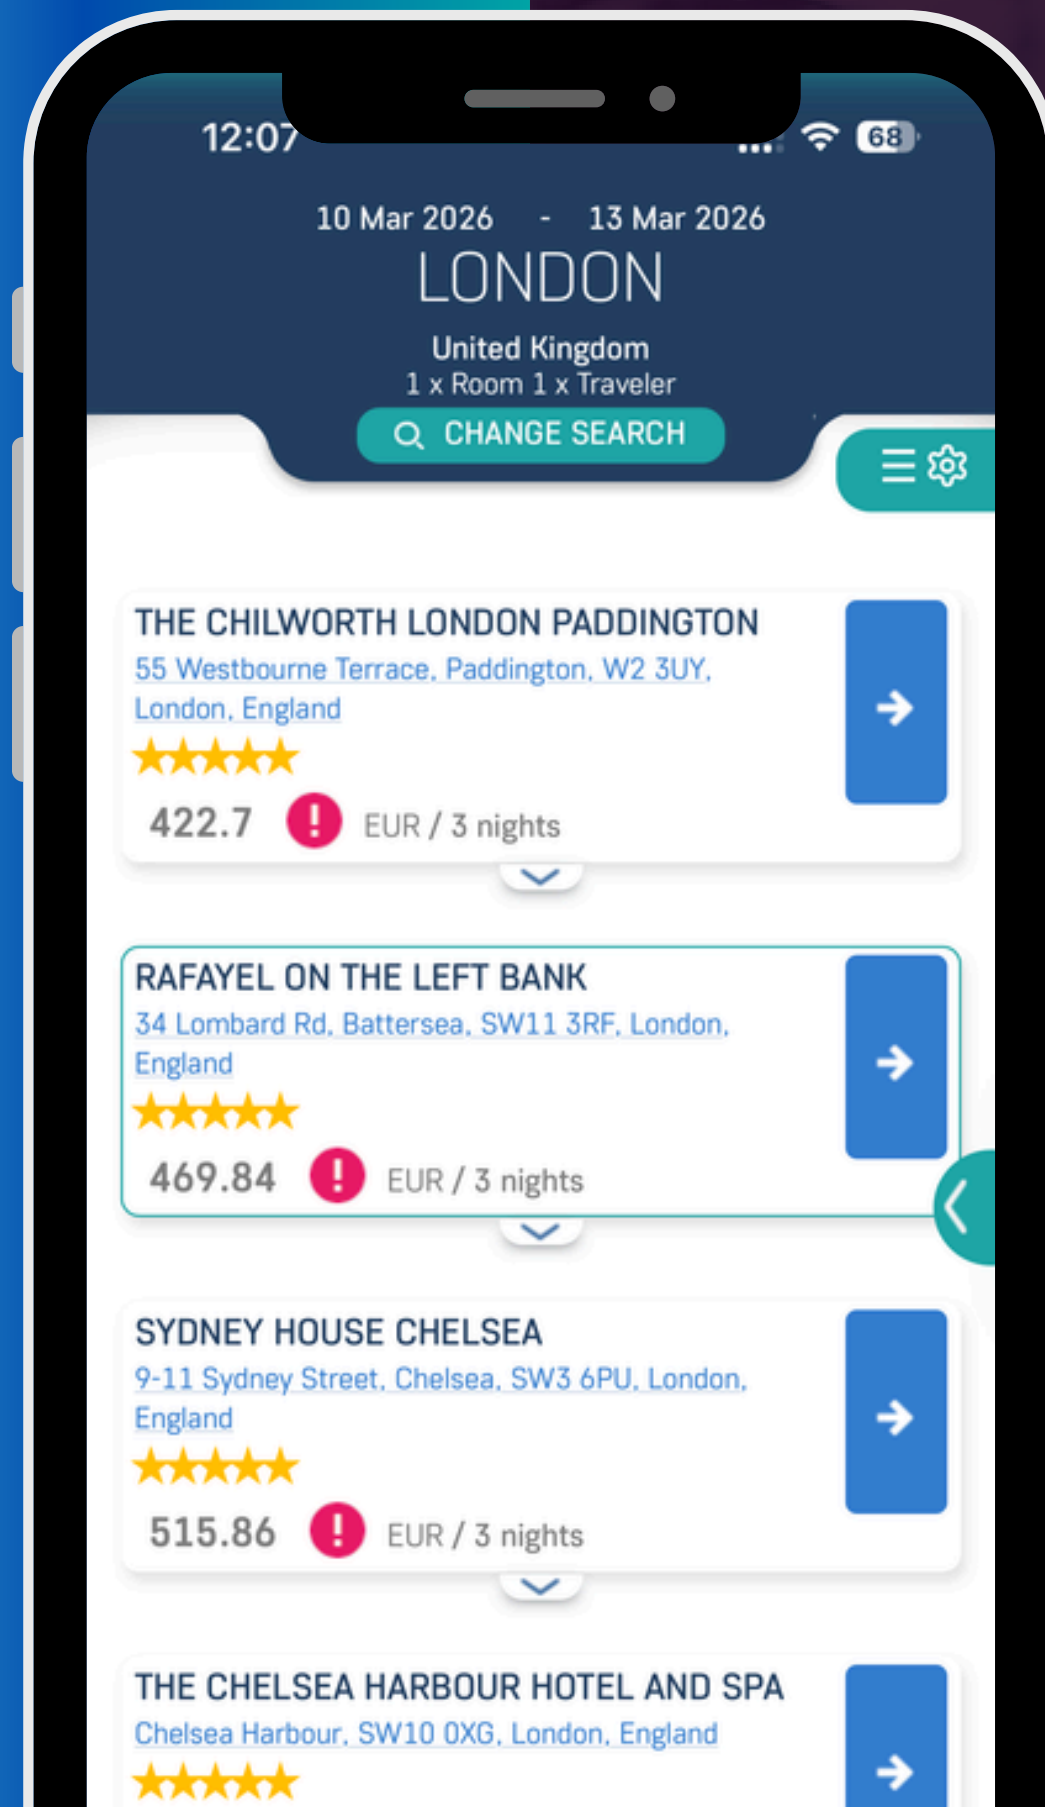 12:07
68
10 Mar 2026 - 13 Mar 2026
LONDON
United Kingdom
1 x Room 1 x Traveler
CHANGE SEARCH
THE CHILWORTH LONDON PADDINGTON
55 Westbourne Terrace, Paddington, W2 3UY,
London, England
422.7 ! EUR / 3 nights
RAFAYEL ON THE LEFT BANK
34 Lombard Rd, Battersea, SW11 3RF, London,
England
469.84 ! EUR / 3 nights
SYDNEY HOUSE CHELSEA
9-11 Sydney Street, Chelsea, SW3 6PU, London,
England
515.86 ! EUR / 3 nights
THE CHELSEA HARBOUR HOTEL AND SPA
Chelsea Harbour, SW10 0XG, London, England